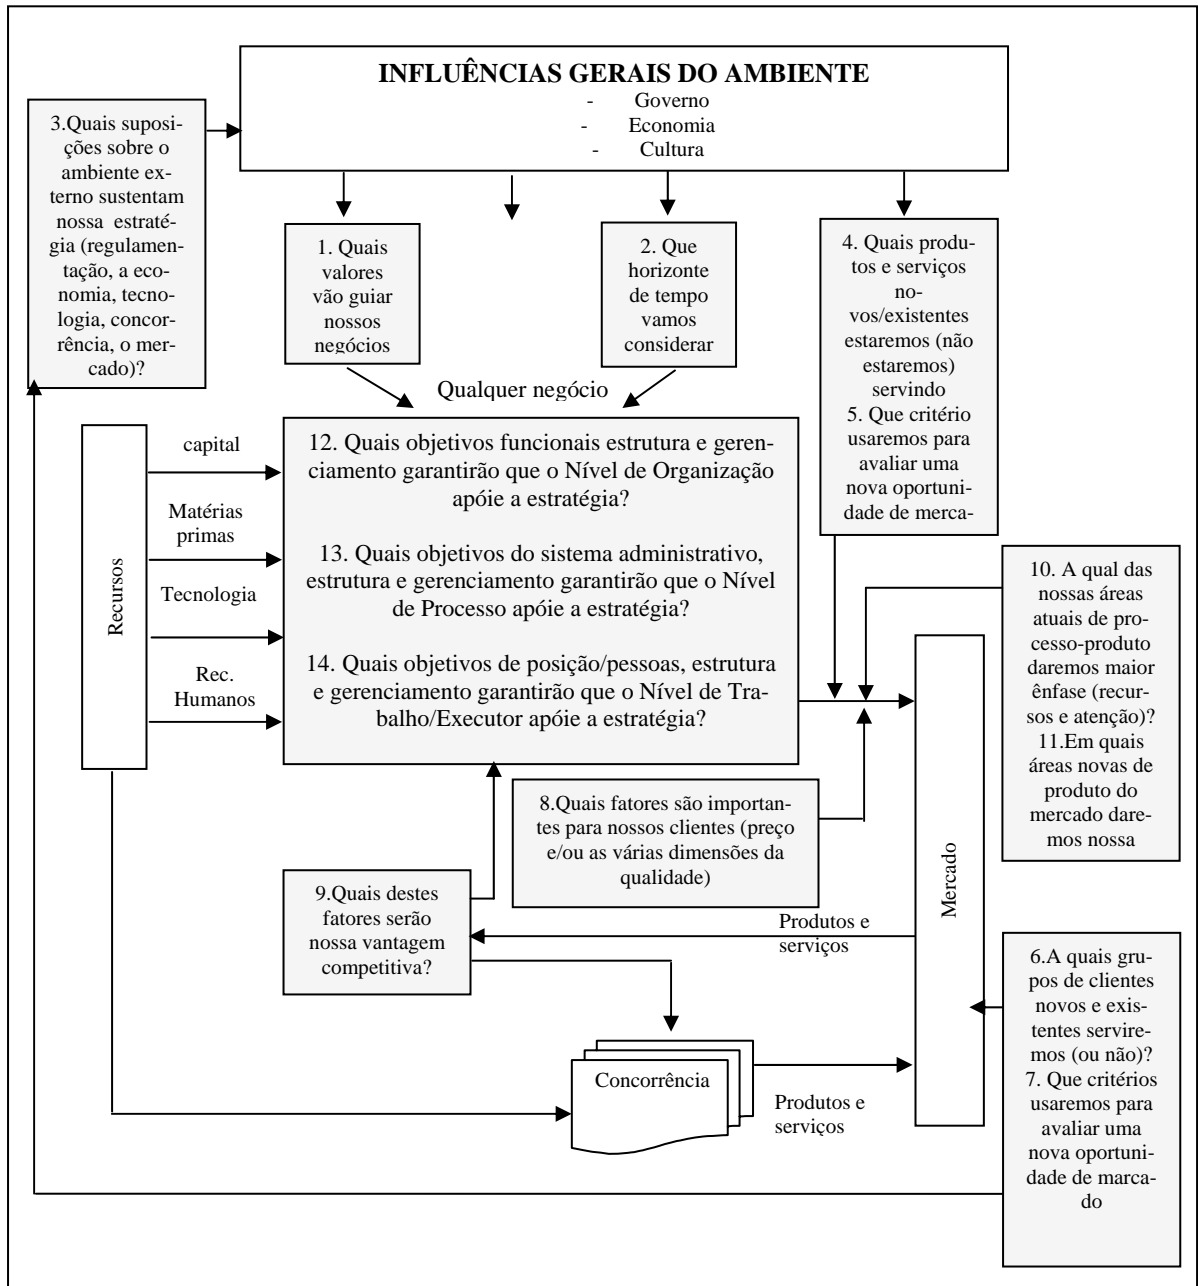 INFLUÊNCIAS GERAIS DO AMBIENTE
- Governo
- Economia
- Cultura
3.Quais suposi-
ções sobre o
ambiente ex-
terno sustentam
nossa estraté-
gia (regulamen-
tação, a eco-
nomia, tecno-
logia, concor-
rência, o mer-
cado)?
1. Quais
valores
vão guiar
nossos
negócios
2. Que
horizonte
de tempo
vamos
considerar
4. Quais produ-
tos e serviços
no-
vos/existentes
estaremos (não
estaremos)
servindo
5. Que critério
usaremos para
avaliar uma
nova oportuni-
dade de merca-
Qualquer negócio
Recursos
capital
Matérias
primas
Tecnologia
Rec.
Humanos
12. Quais objetivos funcionais estrutura e geren-
ciamento garantirão que o Nível de Organização
apóie a estratégia?
13. Quais objetivos do sistema administrativo,
estrutura e gerenciamento garantirão que o Nível
de Processo apóie a estratégia?
14. Quais objetivos de posição/pessoas, estrutura
e gerenciamento garantirão que o Nível de Tra-
balho/Executor apóie a estratégia?
10. A qual das
nossas áreas
atuais de pro-
cesso-produto
daremos maior
ênfase (recur-
sos e atenção)?
11.Em quais
áreas novas de
produto do
mercado dare-
mos nossa
8.Quais fatores são importan-
tes para nossos clientes (preço
e/ou as várias dimensões da
qualidade)
Mercado
9.Quais destes
fatores serão
nossa vantagem
competitiva?
Produtos e
serviços
6.A quais gru-
pos de clientes
novos e exis-
tentes servire-
mos (ou não)?
7. Que critérios
usaremos para
avaliar uma
nova oportuni-
dade de marca-
do
Concorrência
Produtos e
serviços